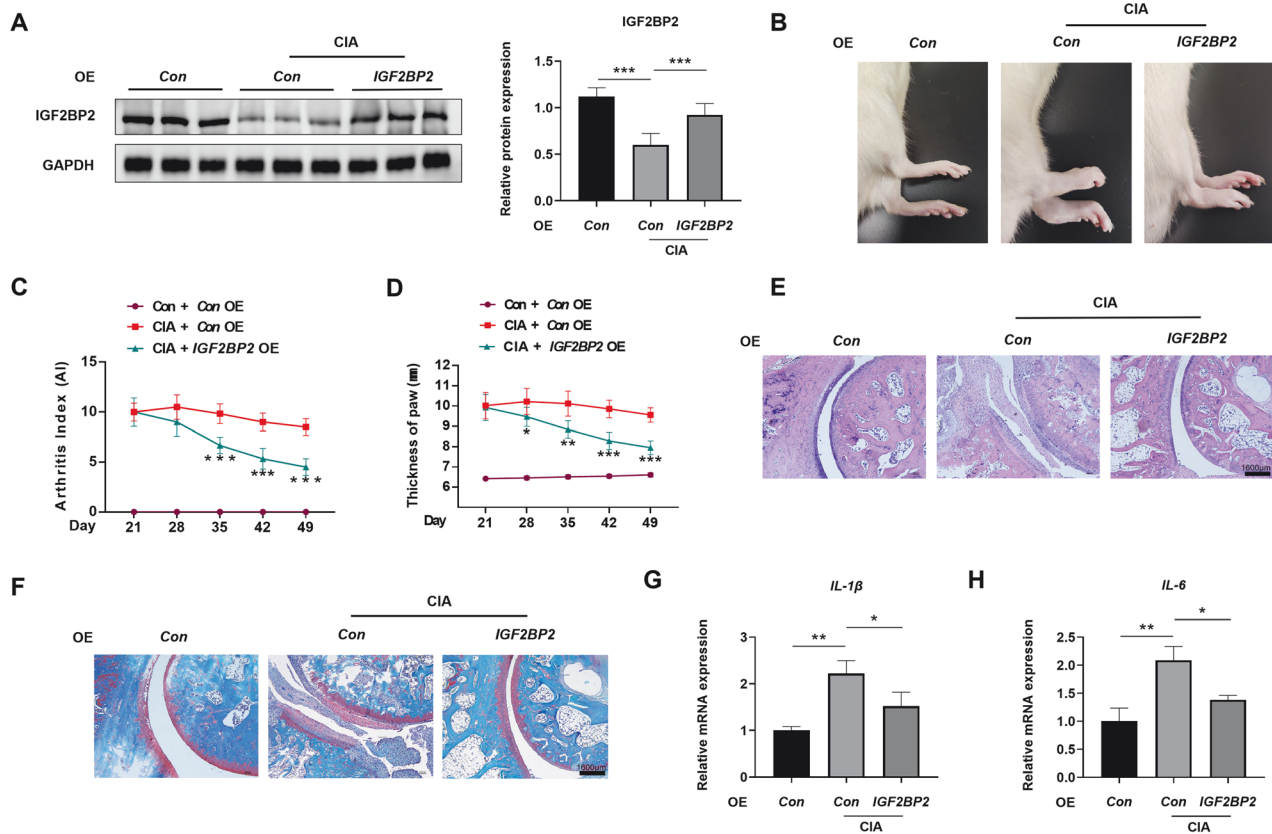 A
CIA
OE Con Con IGF2BP2
IGF2BP2
GAPDH
IGF2BP2
Relative protein expression
1.5
1.0
0.5
0.0
*** ***
OE Con Con IGF2BP2
CIA
B
CIA
OE Con Con IGF2BP2
C
Con + Con OE
CIA + Con OE
CIA + IGF2BP2 OE
Arthritis Index (AI)
15
10
5
0
*** *** ***
Day 21 28 35 42 49
D
Con + Con OE
CIA + Con OE
CIA + IGF2BP2 OE
Thickness of paw (mm)
12
11
10
9
8
7
6
* ** *** ***
Day 21 28 35 42 49
E
CIA
OE Con Con IGF2BP2
1600um
F
CIA
OE Con Con IGF2BP2
1600um
G
IL-1β
Relative mRNA expression
3
2
1
0
** *
OE Con Con IGF2BP2
CIA
H
IL-6
Relative mRNA expression
2.5
2.0
1.5
1.0
0.5
0.0
** *
OE Con Con IGF2BP2
CIA